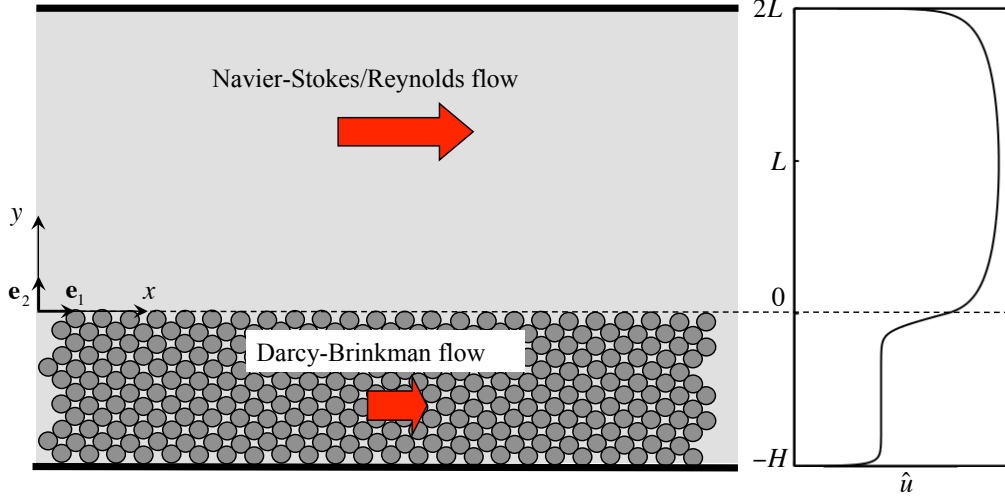 Navier-Stokes/Reynolds flow
y
e₂
e₁
x
Darcy-Brinkman flow
2L
L
0
−H
û